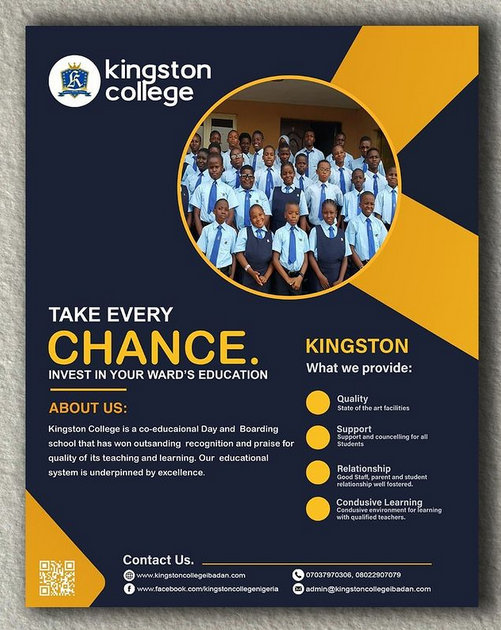 kingston
college
TAKE EVERY
CHANCE.
INVEST IN YOUR WARD'S EDUCATION
ABOUT US:
Kingston College is a co-educaional Day and Boarding
school that has won outsanding recognition and praise for
quality of its teaching and learning. Our educational
system is underpinned by excellence.
KINGSTON
What we provide:
Quality
State of the art facilities
Support
Support and councelling for all
Students
Relationship
Good Staff, parent and student
relationship well fostered.
Condusive Learning
Condusive environment for learning
with qualified teachers.
Contact Us.
www.kingstoncollegeibadan.com
07037970306, 08022907079
www.facebook.com/kingstoncollegenigeria
admin@kingstoncollegeibadan.com